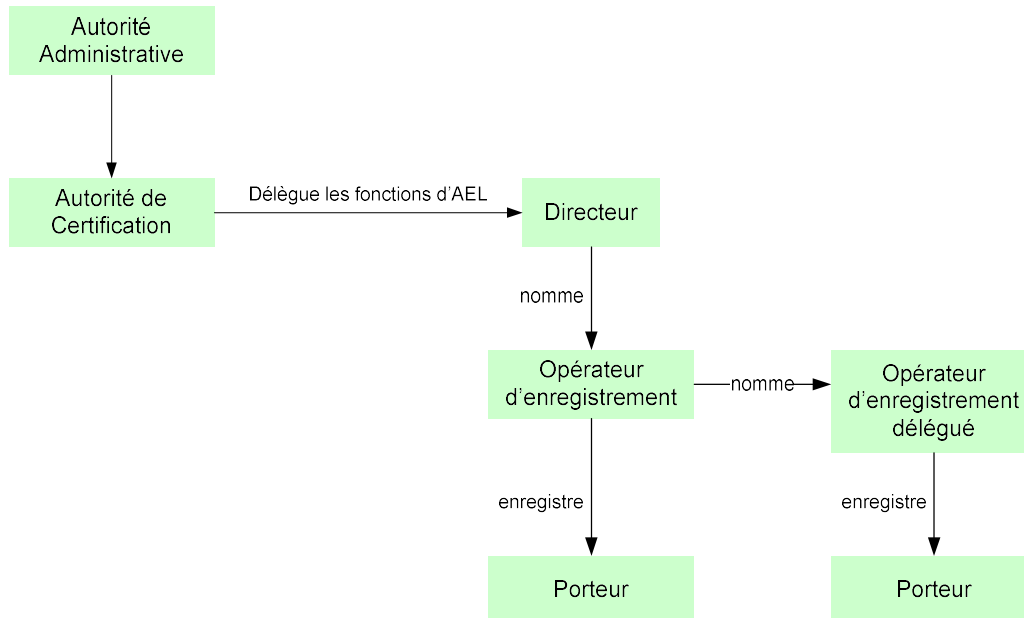 Autorité
Administrative
Autorité de
Certification
Délègue les fonctions d'AEL
Directeur
nomme
Opérateur
d'enregistrement
nomme
Opérateur
d'enregistrement
délégué
enregistre
enregistre
Porteur
Porteur